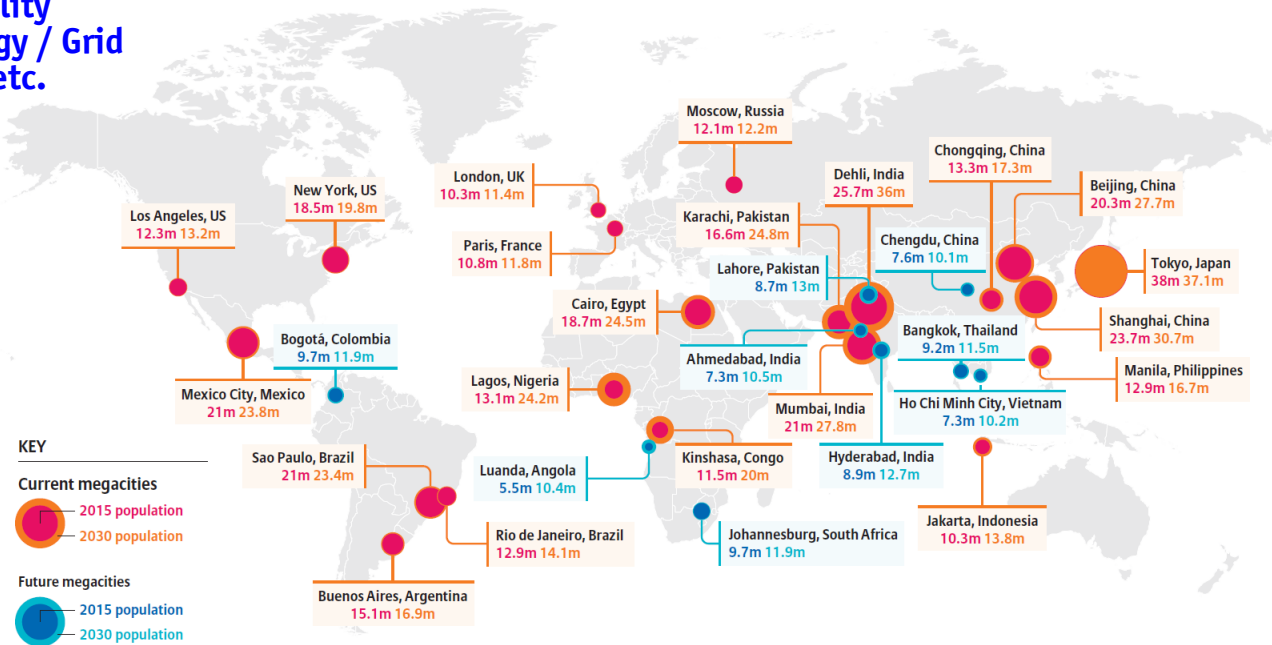 lity
gy / Grid
etc.
Moscow, Russia
12.1m 12.2m
Chongqing, China
13.3m 17.3m
London, UK
10.3m 11.4m
Dehli, India
25.7m 36m
New York, US
18.5m 19.8m
Beijing, China
20.3m 27.7m
Los Angeles, US
12.3m 13.2m
Karachi, Pakistan
16.6m 24.8m
Paris, France
10.8m 11.8m
Chengdu, China
7.6m 10.1m
Lahore, Pakistan
8.7m 13m
Tokyo, Japan
38m 37.1m
Cairo, Egypt
18.7m 24.5m
Shanghai, China
23.7m 30.7m
Bogotá, Colombia
9.7m 11.9m
Bangkok, Thailand
9.2m 11.5m
Ahmedabad, India
7.3m 10.5m
Manila, Philippines
12.9m 16.7m
Lagos, Nigeria
13.1m 24.2m
Mexico City, Mexico
21m 23.8m
Mumbai, India
21m 27.8m
Ho Chi Minh City, Vietnam
7.3m 10.2m
KEY
Current megacities
2015 population
2030 population
Sao Paulo, Brazil
21m 23.4m
Luanda, Angola
5.5m 10.4m
Kinshasa, Congo
11.5m 20m
Hyderabad, India
8.9m 12.7m
Rio de Janeiro, Brazil
12.9m 14.1m
Johannesburg, South Africa
9.7m 11.9m
Jakarta, Indonesia
10.3m 13.8m
Buenos Aires, Argentina
15.1m 16.9m
Future megacities
2015 population
2030 population